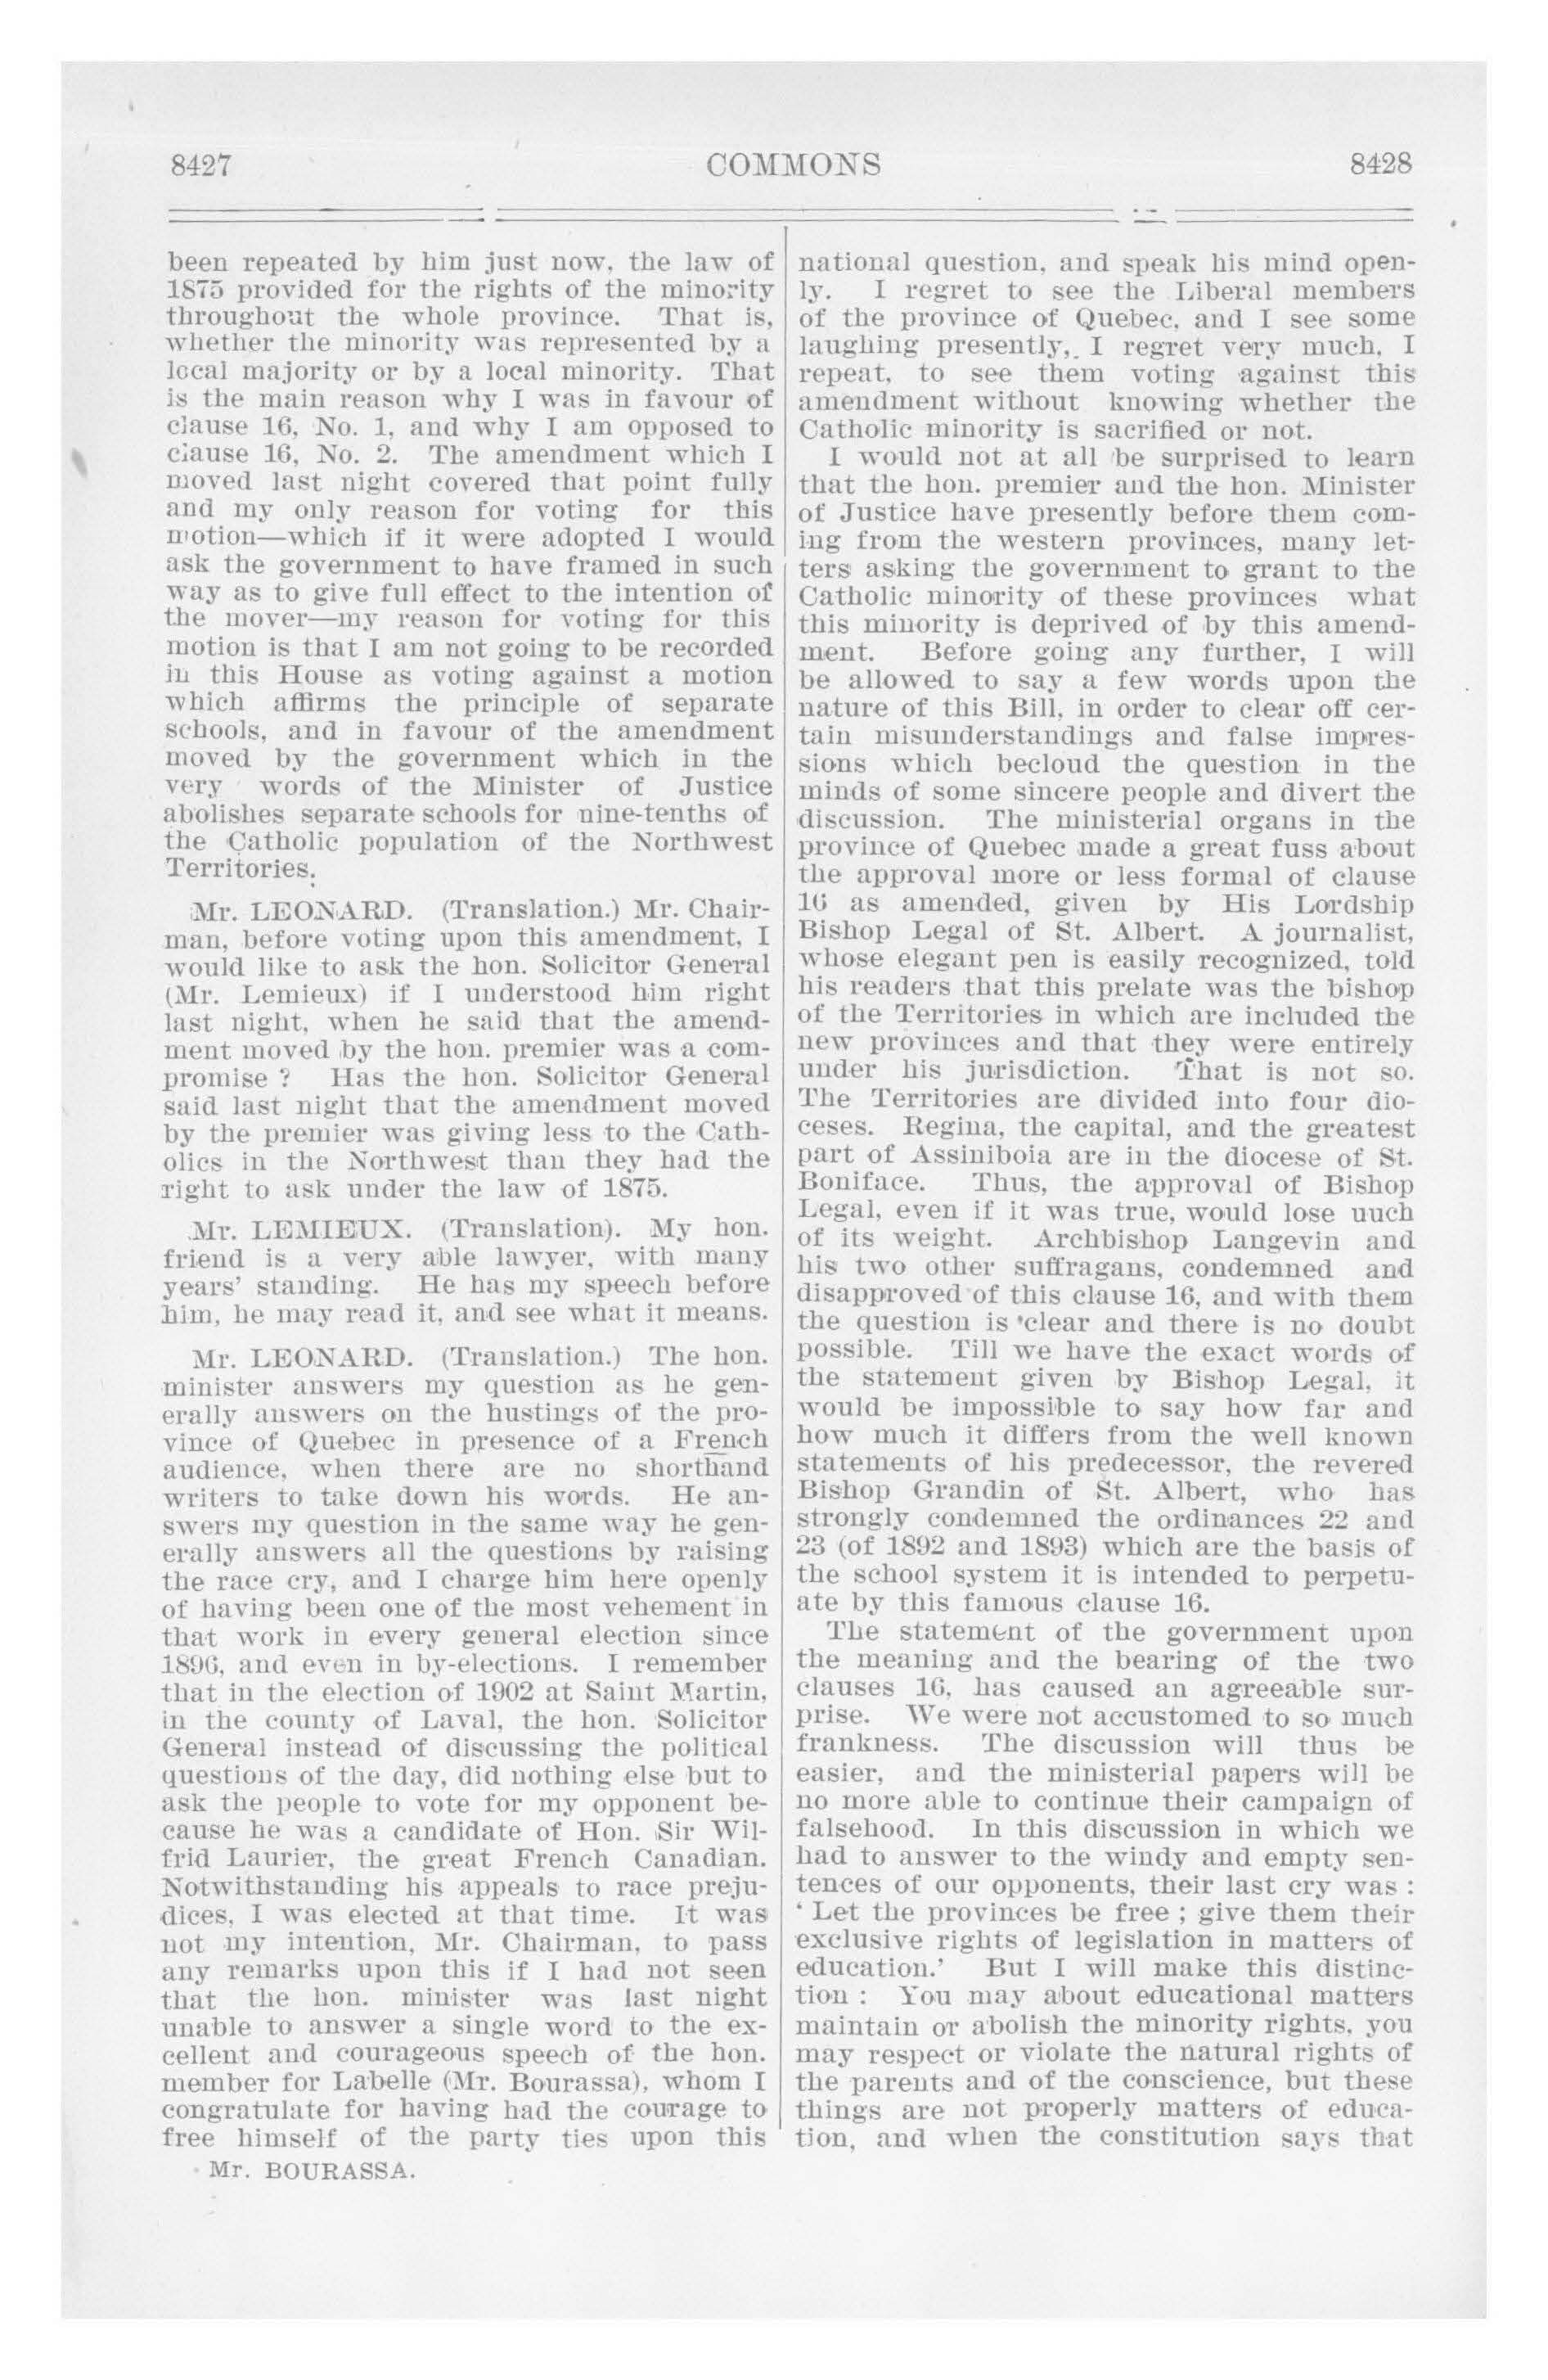 8427 COMMONS 8428
been repeated by him just now, the law of
1875 provided for the rights of the minority
throughout the whole province. That is,
whether the minority was represented by a
local majority or by a local minority. That
is the main reason why I was in favour of
clause 16, No. 1, and why I am opposed to
clause 16, No. 2. The amendment which I
moved last night covered that point fully
and my only reason for voting for this
motion—which if it were adopted I would
ask the government to have framed in such
way as to give full effect to the intention of
the mover—my reason for voting for this
motion is that I am not going to be recorded
in this House as voting against a motion
which affirms the principle of separate
schools, and in favour of the amendment
moved by the government which in the
very words of the Minister of Justice
abolishes separate schools for nine-tenths of
the Catholic population of the Northwest
Territories.
Mr. LEONARD. (Translation.) Mr. Chair-
man, before voting upon this amendment, I
would like to ask the hon. Solicitor General
(Mr. Lemieux) if I understood him right
last night, when he said that the amend-
ment moved by the hon. premier was a com-
promise ? Has the hon. Solicitor General
said last night that the amendment moved
by the premier was giving less to the Cath-
olics in the Northwest than they had the
right to ask under the law of 1875.
Mr. LEMIEUX. (Translation). My hon.
friend is a very able lawyer, with many
years' standing. He has my speech before
him, he may read it, and see what it means.
Mr. LEONARD. (Translation.) The hon.
minister answers my question as he gen-
erally answers on the hustings of the pro-
vince of Quebec in presence of a French
audience, when there are no shorthand
writers to take down his words. He an-
swers my question in the same way he gen-
erally answers all the questions by raising
the race cry, and I charge him here openly
of having been one of the most vehement in
that work in every general election since
1896, and even in by-elections. I remember
that in the election of 1902 at Saint Martin,
in the county of Laval, the hon. Solicitor
General instead of discussing the political
questions of the day, did nothing else but to
ask the people to vote for my opponent be-
cause he was a candidate of Hon. Sir Wil-
frid Laurier, the great French Canadian.
Notwithstanding his appeals to race preju-
dices, I was elected at that time. It was
not my intention, Mr. Chairman, to pass
any remarks upon this if I had not seen
that the hon. minister was last night
unable to answer a single word to the ex-
cellent and courageous speech of the hon.
member for Labelle (Mr. Bourassa), whom I
congratulate for having had the courage to
free himself of the party ties upon this
Mr. BOURASSA.
national question, and speak his mind open-
ly. I regret to see the Liberal members
of the province of Quebec, and I see some
laughing presently, I regret very much, I
repeat, to see them voting against this
amendment without knowing whether the
Catholic minority is sacrified or not.
I would not at all be surprised to learn
that the hon. premier and the hon. Minister
of Justice have presently before them com-
ing from the western provinces, many let-
ters asking the government to grant to the
Catholic minority of these provinces what
this minority is deprived of by this amend-
ment. Before going any further, I will
be allowed to say a few words upon the
nature of this Bill, in order to clear off cer-
tain misunderstandings and false impres-
sions which becloud the question in the
minds of some sincere people and divert the
discussion. The ministerial organs in the
province of Quebec made a great fuss about
the approval more or less formal of clause
16 as amended, given by His Lordship
Bishop Legal of St. Albert. A journalist,
whose elegant pen is easily recognized, told
his readers that this prelate was the bishop
of the Territories in which are included the
new provinces and that they were entirely
under his jurisdiction. That is not so.
The Territories are divided into four dio-
ceses. Regina, the capital, and the greatest
part of Assiniboia are in the diocese of St.
Boniface. Thus, the approval of Bishop
Legal, even if it was true, would lose uuch
of its weight. Archbishop Langevin and
his two other suffragans, condemned and
disapproved of this clause 16, and with them
the question is clear and there is no doubt
possible. Till we have the exact words of
the statement given by Bishop Legal, it
would be impossible to say how far and
how much it differs from the well known
statements of his predecessor, the revered
Bishop Grandin of St. Albert, who has
strongly condemned the ordinances 22 and
23 (of 1892 and 1893) which are the basis of
the school system it is intended to perpetu-
ate by this famous clause 16.
The statement of the government upon
the meaning and the bearing of the two
clauses 16, has caused an agreeable sur-
prise. We were not accustomed to so much
frankness. The discussion will thus be
easier, and the ministerial papers will be
no more able to continue their campaign of
falsehood. In this discussion in which we
had to answer to the windy and empty sen-
tences of our opponents, their last cry was :
‘ Let the provinces be free ; give them their
exclusive rights of legislation in matters of
education.’ But I will make this distinc-
tion : You may about educational matters
maintain or abolish the minority rights, you
may respect or violate the natural rights of
the parents and of the conscience, but these
things are not properly matters of educa-
tion, and when the constitution says that